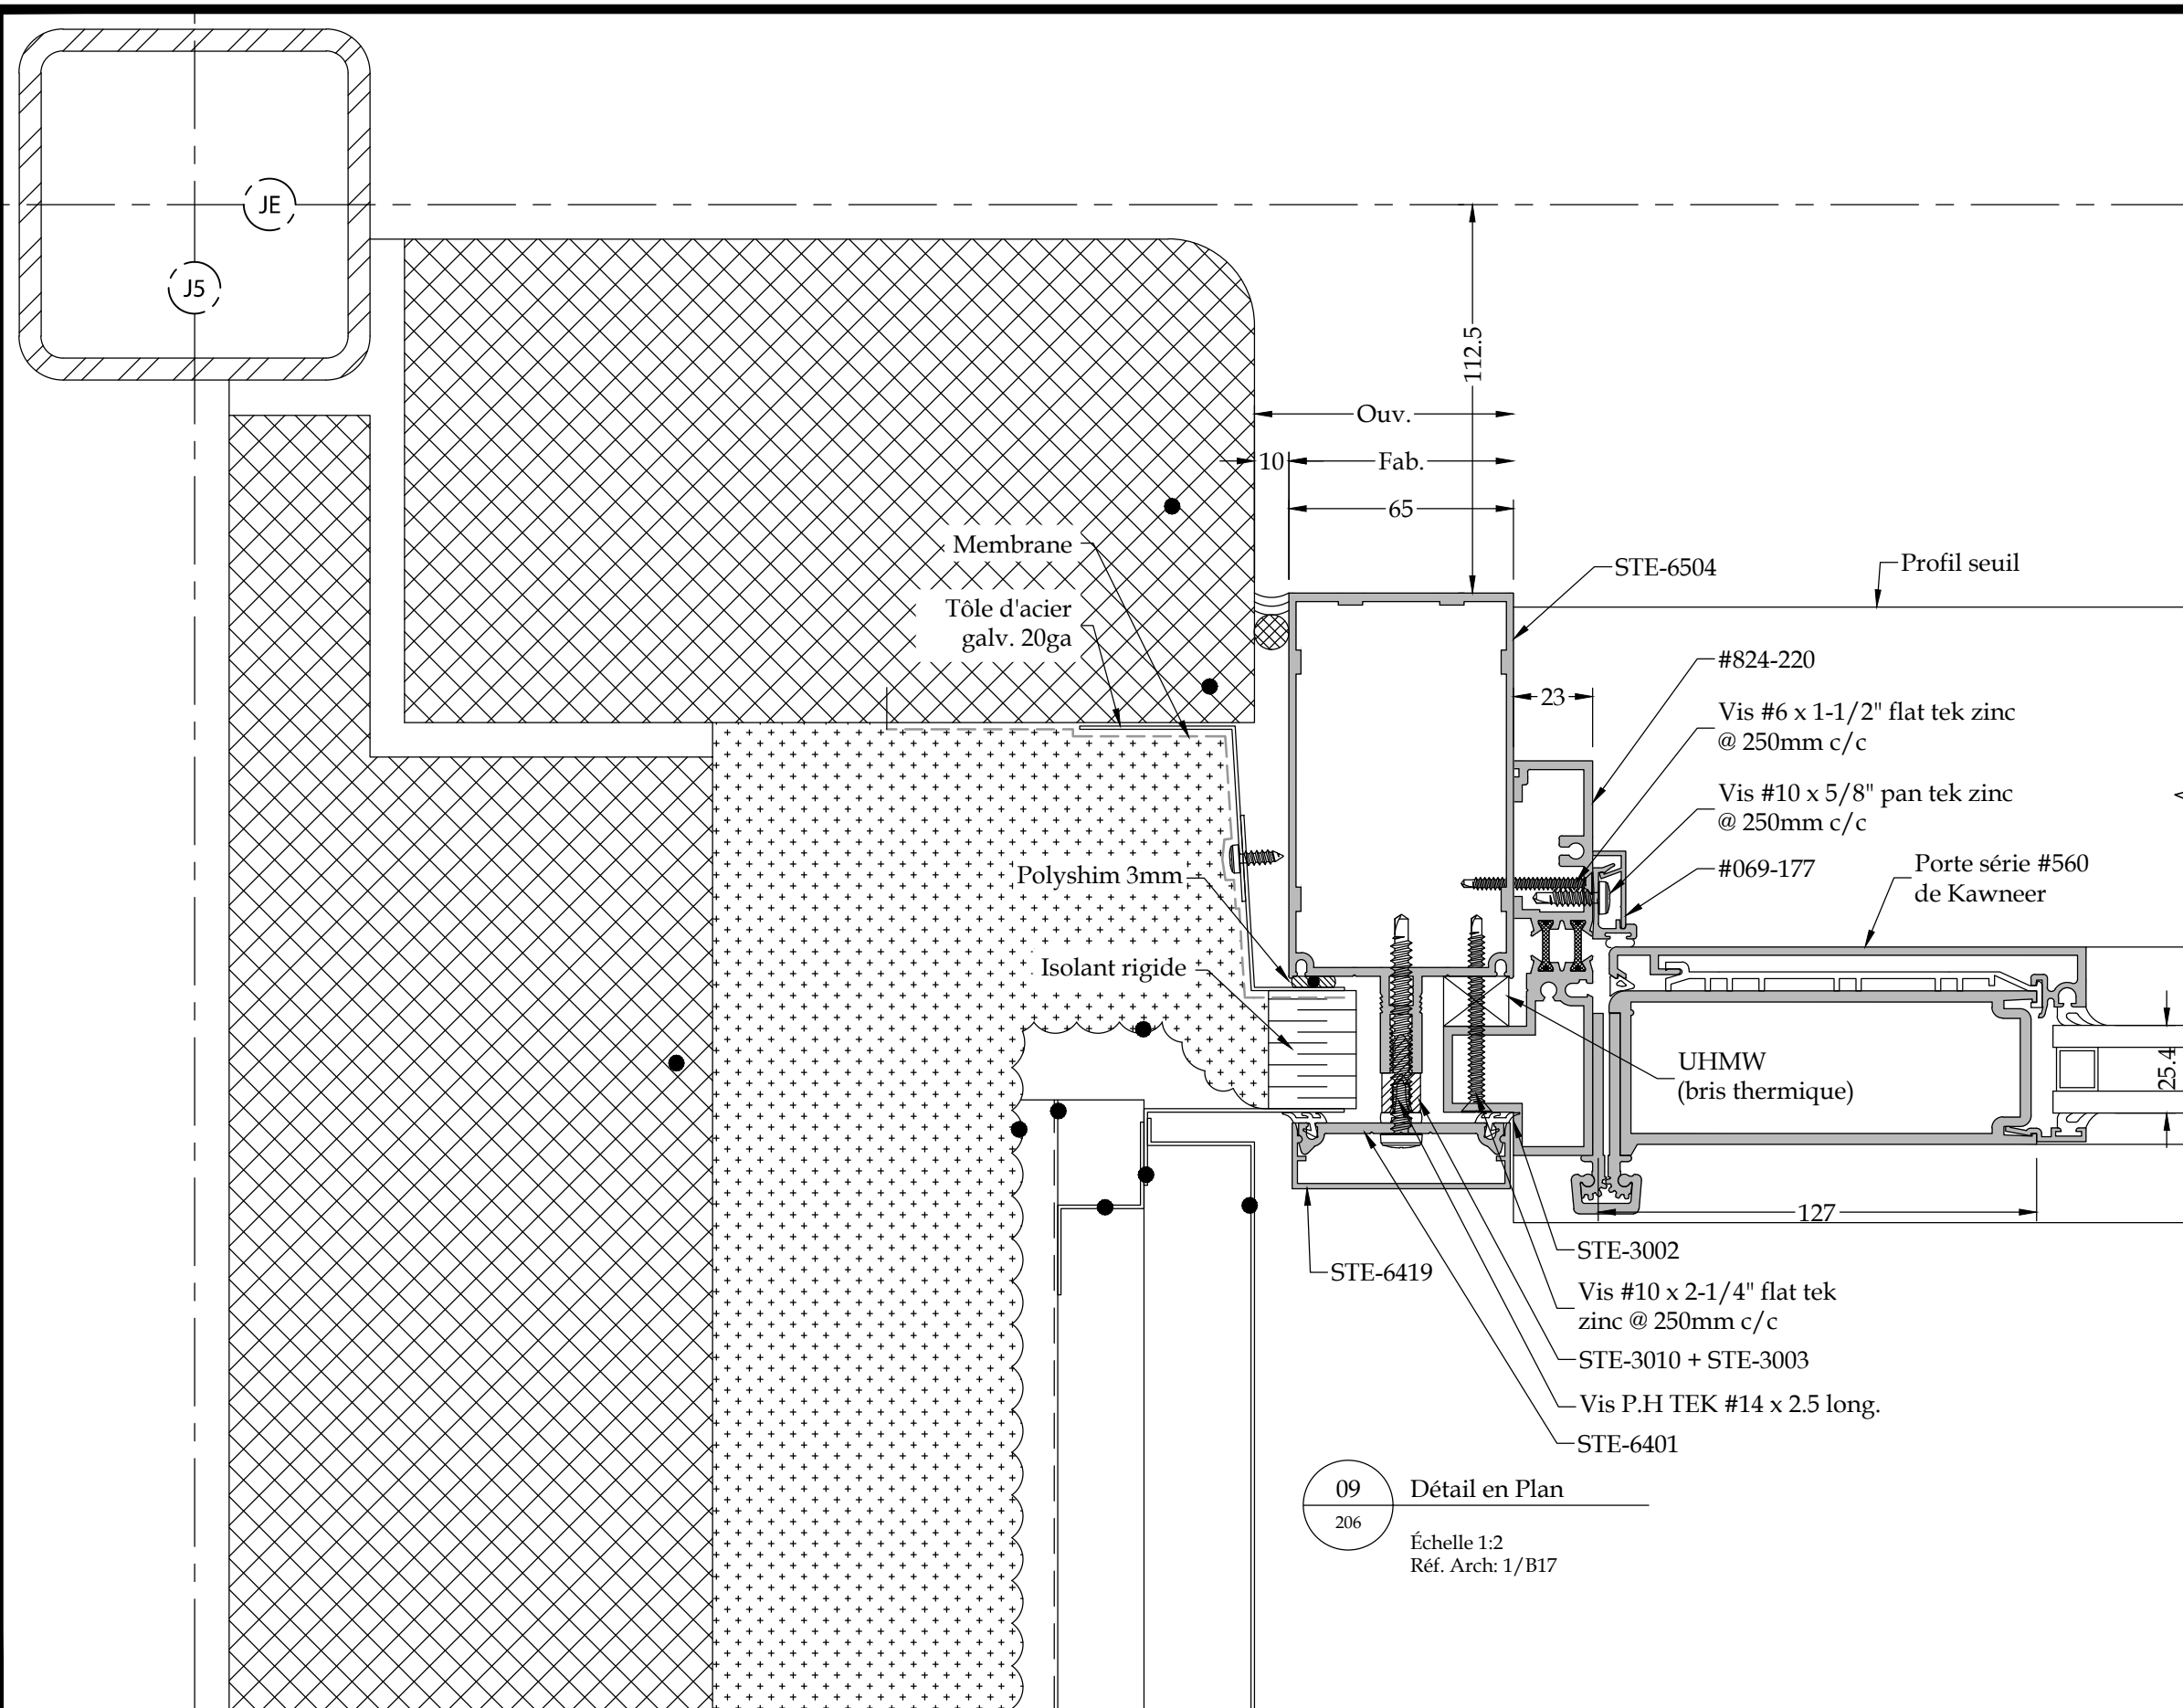 JE
J5
112.5
Ouv.
10
Fab.
65
Membrane
Tôle d'acier
galv. 20ga
STE-6504
Profil seuil
#824-220
23
Vis #6 x 1-1/2" flat tek zinc
@ 250mm c/c
Vis #10 x 5/8" pan tek zinc
@ 250mm c/c
#069-177
Porte série #560
de Kawneer
Polyshim 3mm
Isolant rigide
UHMW
(bris thermique)
25.4
127
STE-3002
STE-6419
Vis #10 x 2-1/4" flat tek
zinc @ 250mm c/c
STE-3010 + STE-3003
Vis P.H TEK #14 x 2.5 long.
STE-6401
09
206
Détail en Plan
Échelle 1:2
Réf. Arch: 1/B17